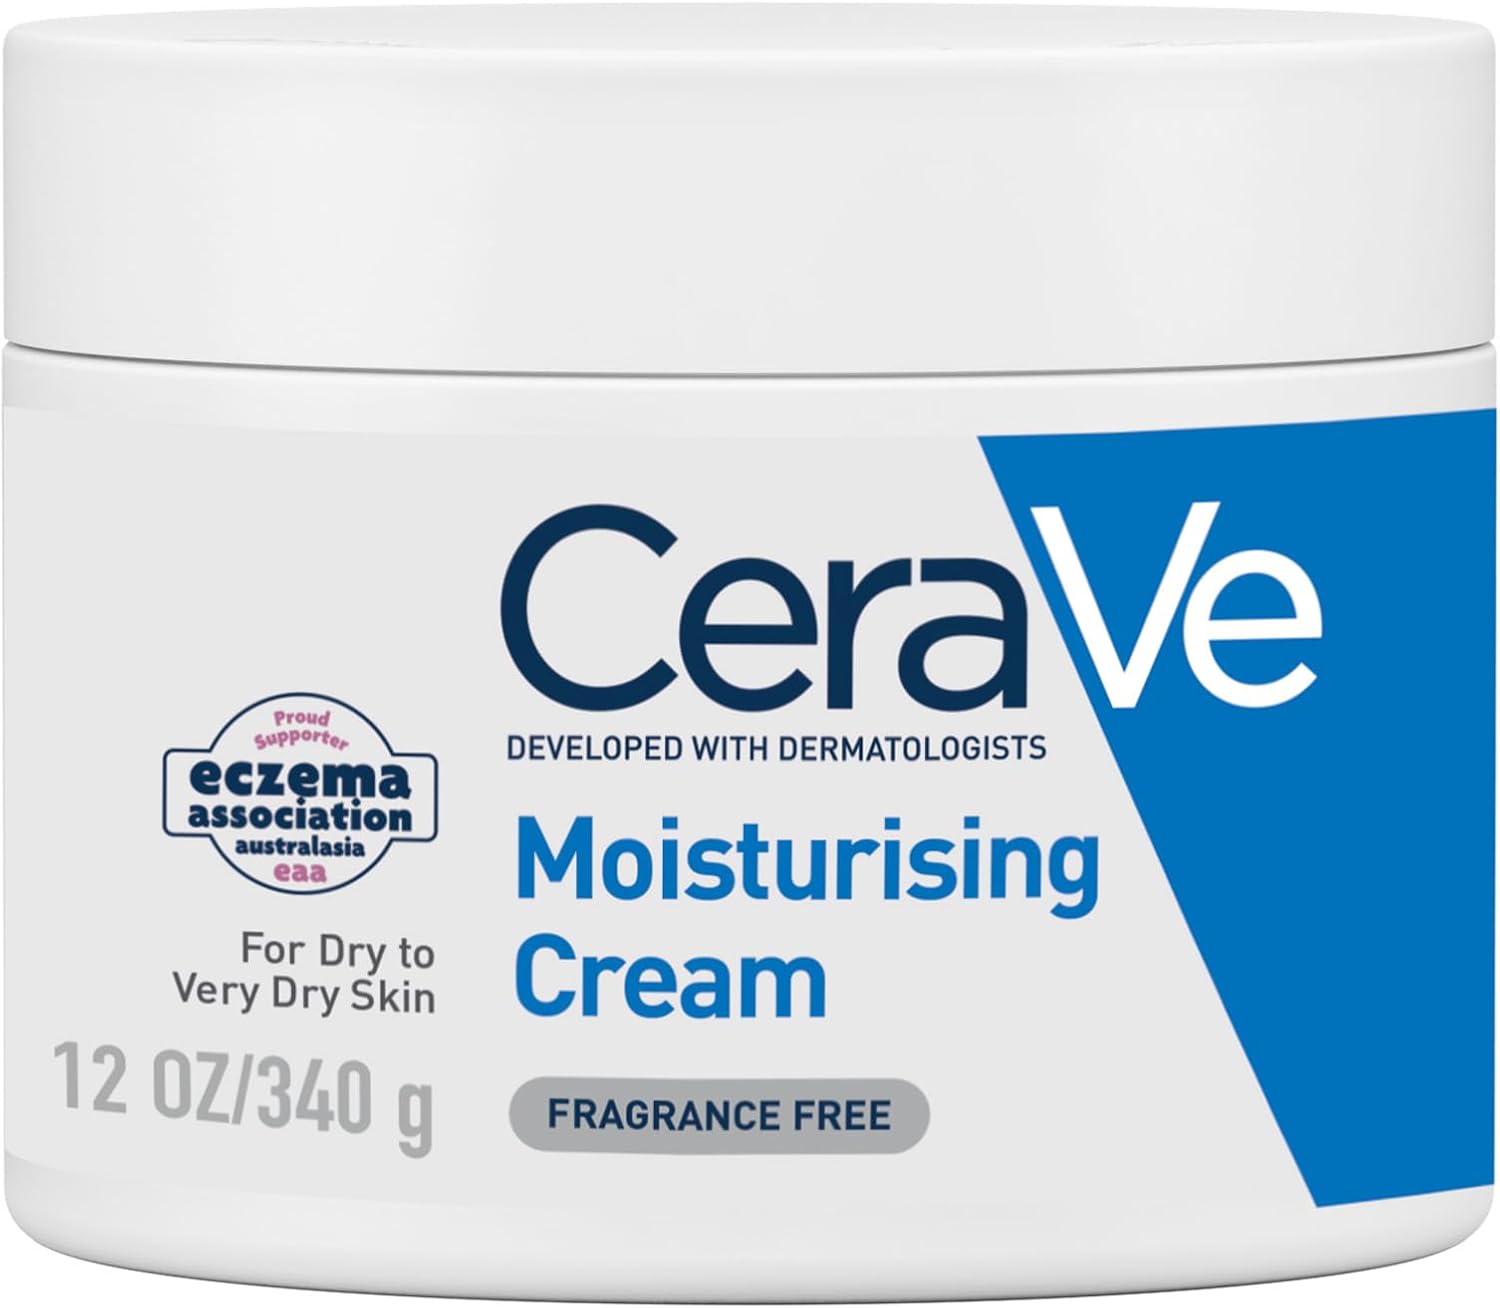 CeraVe
DEVELOPED WITH DERMATOLOGISTS
Proud
Supporter
eczema
association
australasia
eaa
Moisturising
Cream
For Dry to
Very Dry Skin
12 OZ/340 g
FRAGRANCE FREE